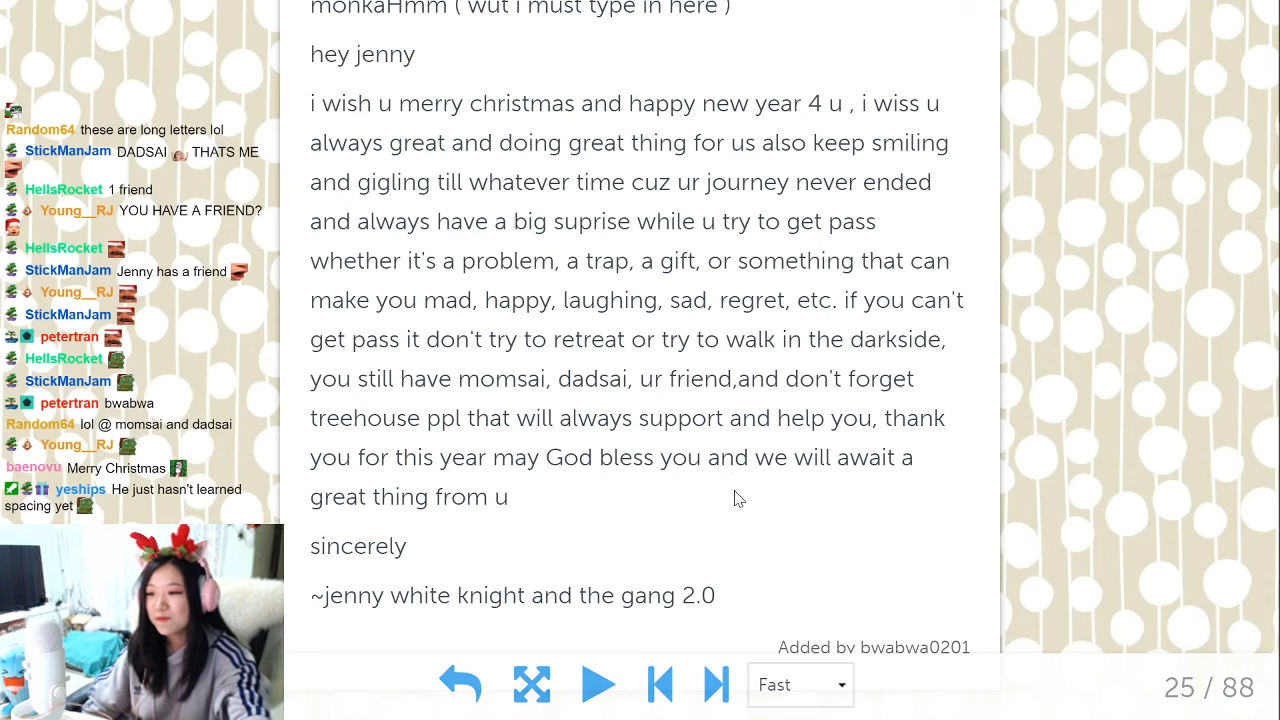 monkaHmm ( wut i must type in here )
hey jenny
i wish u merry christmas and happy new year 4 u , i wiss u
always great and doing great thing for us also keep smiling
and gigling till whatever time cuz ur journey never ended
and always have a big suprise while u try to get pass
whether it's a problem, a trap, a gift, or something that can
make you mad, happy, laughing, sad, regret, etc. if you can't
get pass it don't try to retreat or try to walk in the darkside,
you still have momsai, dadsai, ur friend,and don't forget
treehouse ppl that will always support and help you, thank
you for this year may God bless you and we will await a
great thing from u
sincerely
~jenny white knight and the gang 2.0
Added by bwabwa0201
Random64 these are long letters lol
StickManJam DADSAI THATS ME
HellsRocket 1 friend
Young__RJ YOU HAVE A FRIEND?
HellsRocket
StickManJam Jenny has a friend
Young__RJ
StickManJam
petertran
HellsRocket
StickManJam
petertran bwabwa
Random64 lol @ momsai and dadsai
Young__RJ
baenovu Merry Christmas
yeships He just hasn't learned
spacing yet
Fast
25 / 88